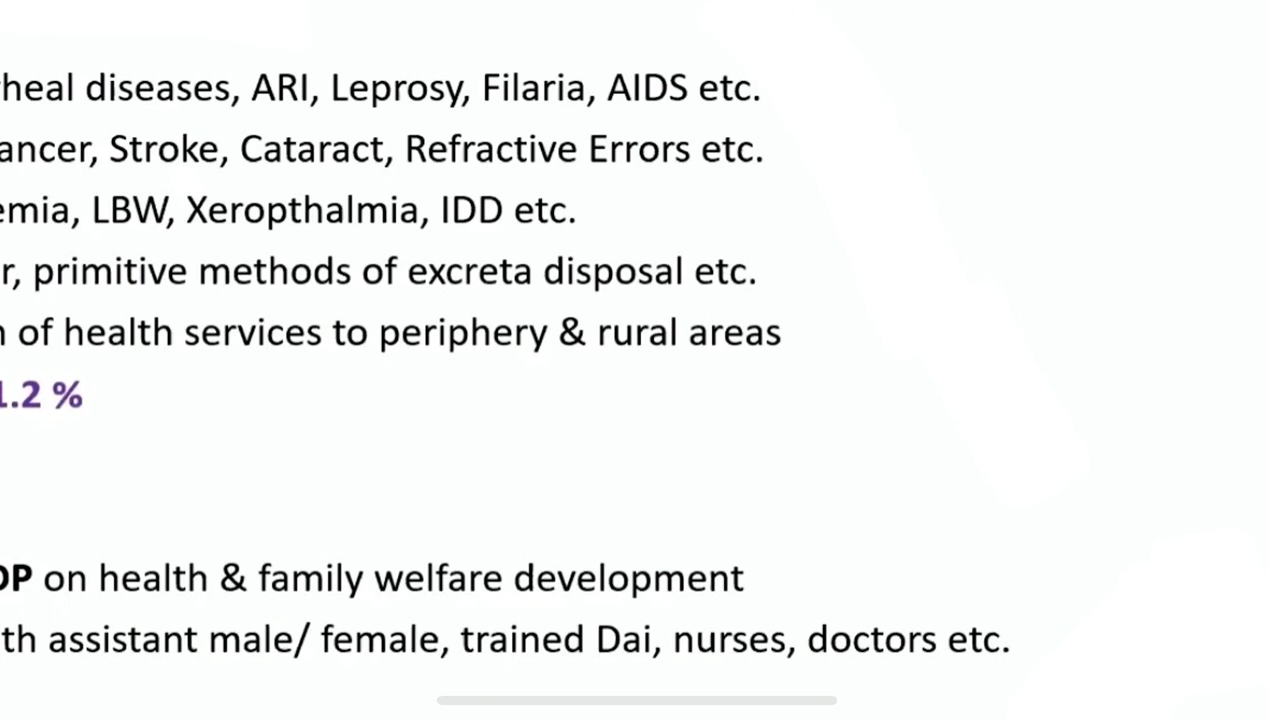 heal diseases, ARI, Leprosy, Filaria, AIDS etc.
ancer, Stroke, Cataract, Refractive Errors etc.
emia, LBW, Xeropthalmia, IDD etc.
r, primitive methods of excreta disposal etc.
n of health services to periphery & rural areas
1.2 %
DP on health & family welfare development
th assistant male/ female, trained Dai, nurses, doctors etc.